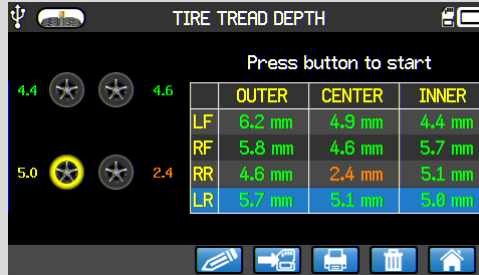 TIRE TREAD DEPTH
Press button to start
4.4 4.6
5.0 2.4
OUTER CENTER INNER
LF 6.2 mm 4.9 mm 4.4 mm
RF 5.8 mm 4.6 mm 5.7 mm
RR 4.6 mm 2.4 mm 5.1 mm
LR 5.7 mm 5.1 mm 5.0 mm